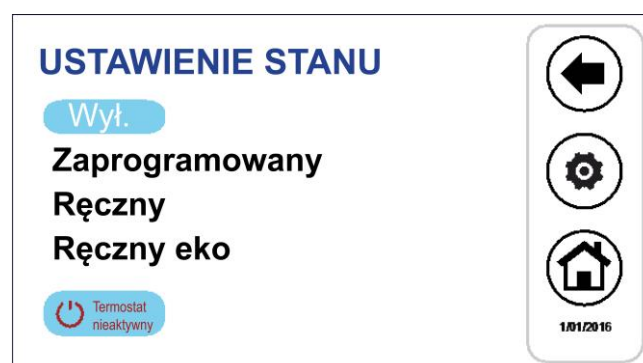 USTAWIENIE STANU
Wył.
Zaprogramowany
Ręczny
Ręczny eko
Termostat
nieaktywny
1/01/2016